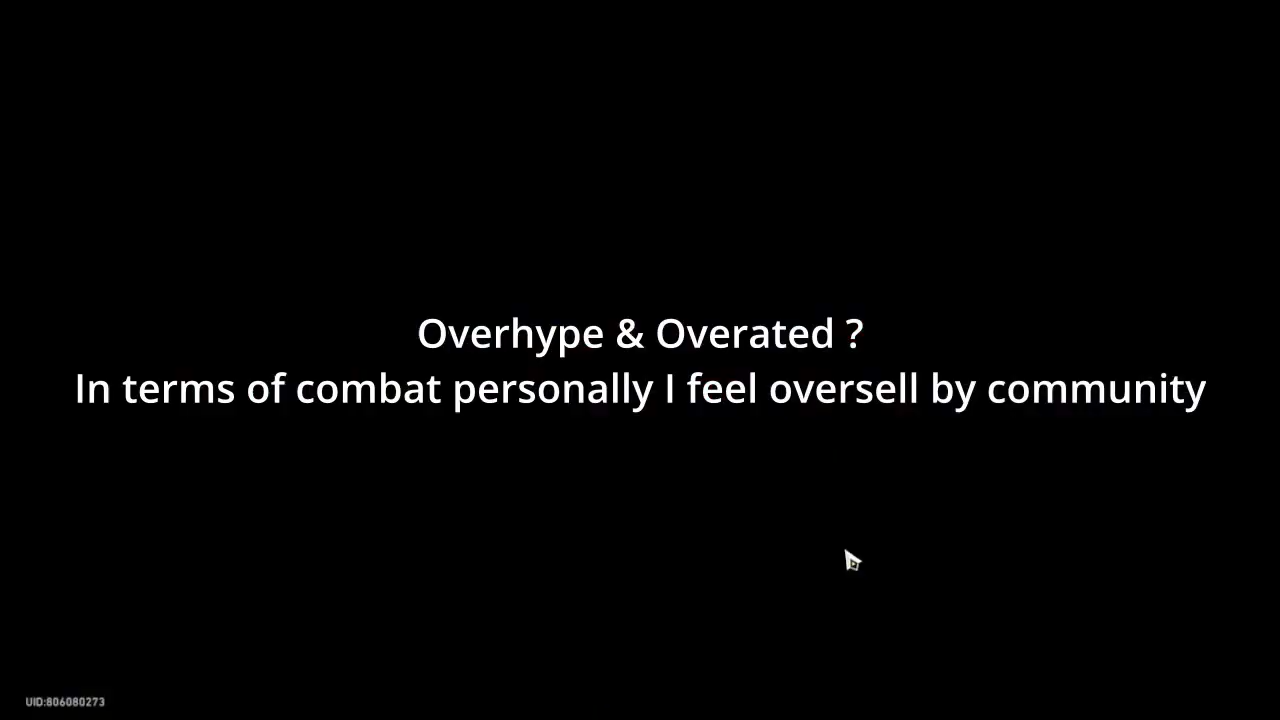 Overhype & Overated ?
In terms of combat personally I feel oversell by community
UID:806080273